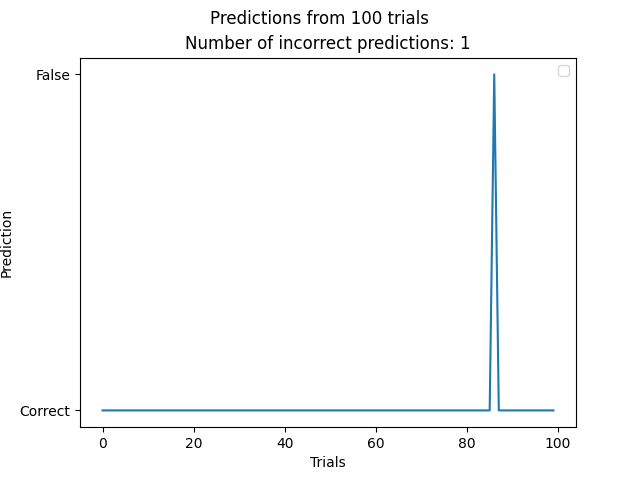 Predictions from 100 trials
Number of incorrect predictions: 1
False
Prediction
Correct
0 20 40 60 80 100
Trials